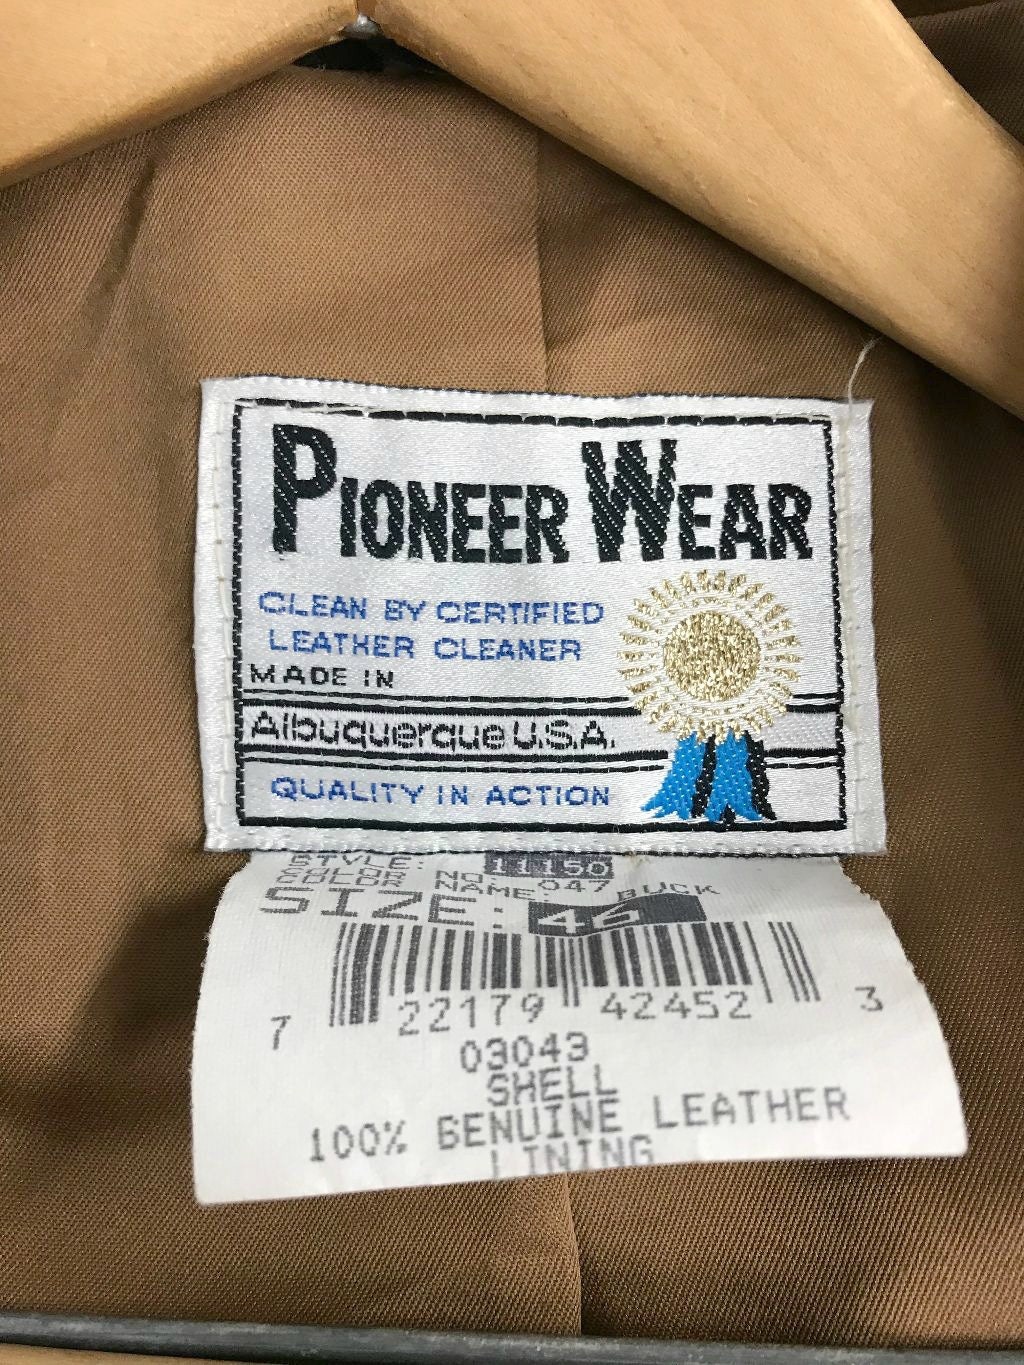 PIONEER WEAR
CLEAN BY CERTIFIED
LEATHER CLEANER
MADE IN
Albuquerque U.S.A.
QUALITY IN ACTION
STYLE: 11150
COLOR NO: 047
COLOR NAME: BUCK
SIZE:
7 22179 42452 3
03043
SHELL
100% GENUINE LEATHER
LINING